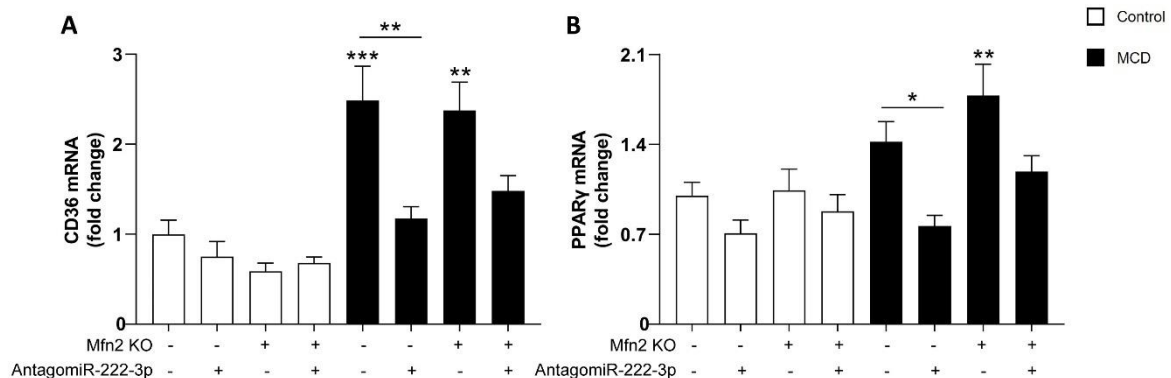 A
CD36 mRNA
(fold change)
3
2
1
0
***
**
**
Mfn2 KO - - + + - - + +
AntagomiR-222-3p - + - + - + - +
B
PPARγ mRNA
(fold change)
2.1
1.4
0.7
0
*
**
Mfn2 KO - - + + - - + +
AntagomiR-222-3p - + - + - + - +
Control
MCD